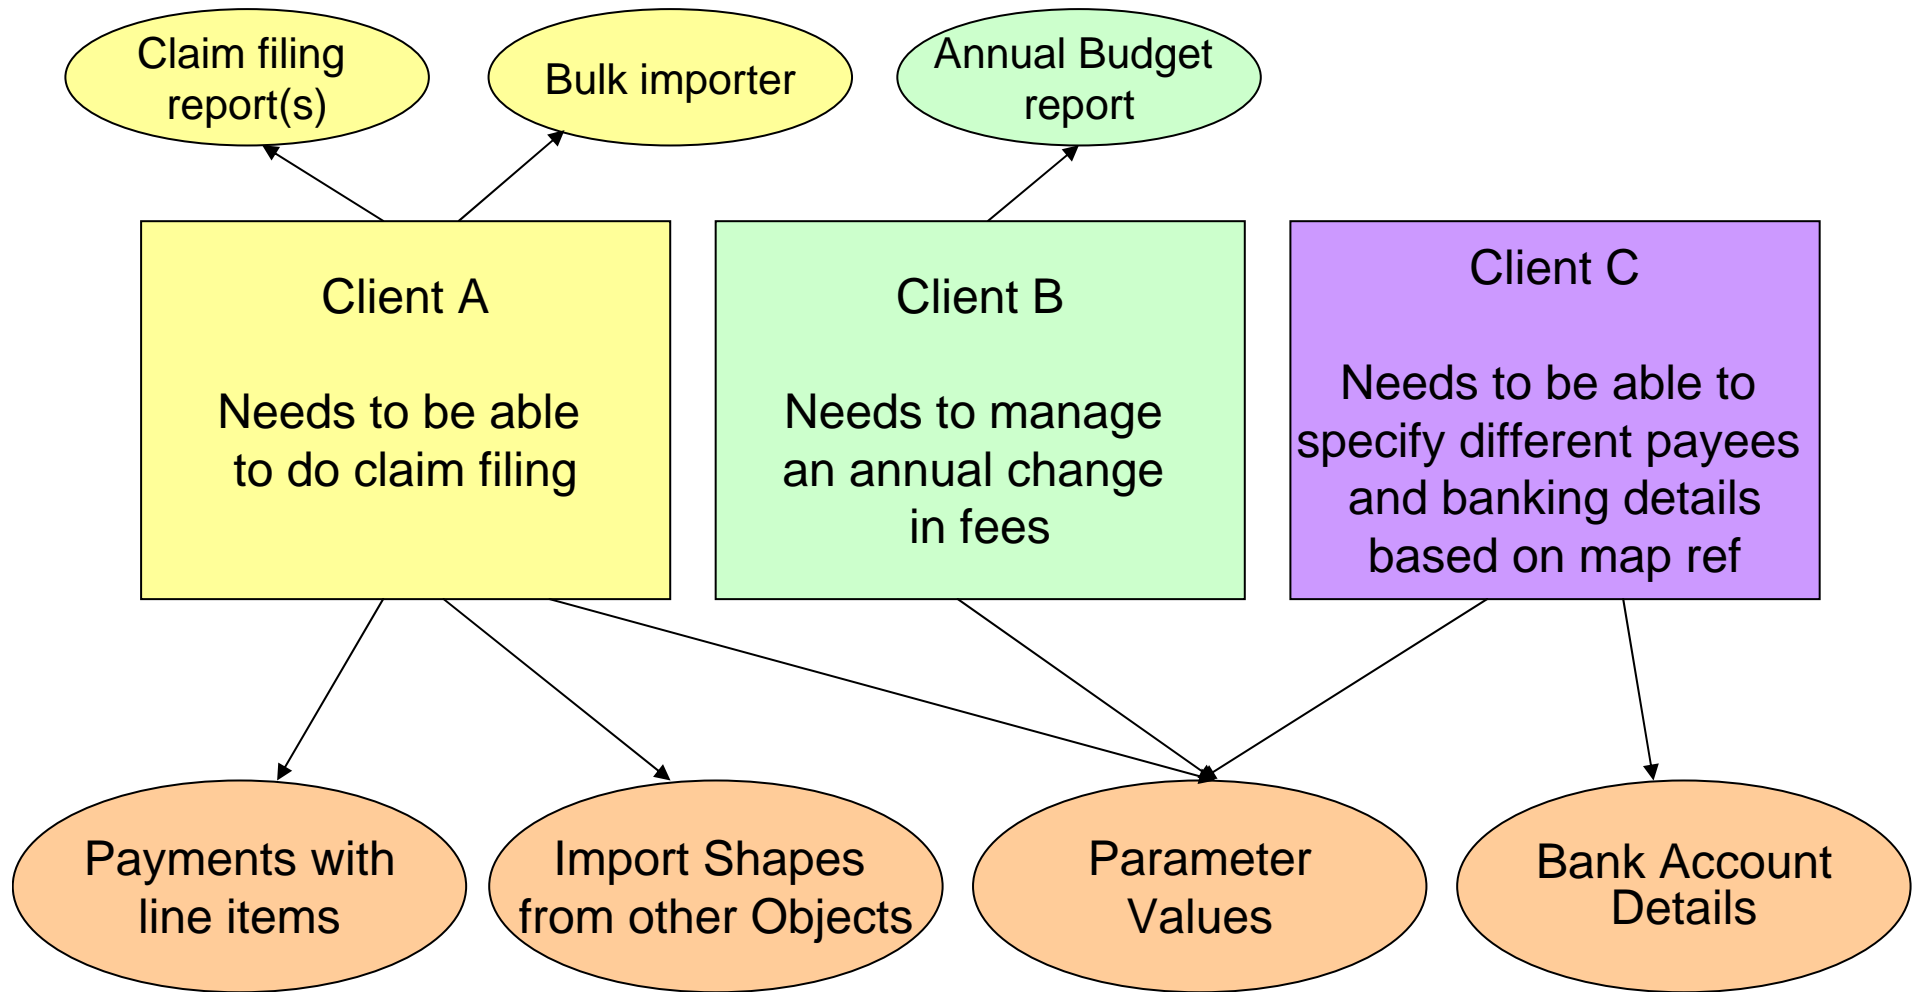 Claim filing
report(s)
Bulk importer
Annual Budget
report
Client A
Needs to be able
to do claim filing
Client B
Needs to manage
an annual change
in fees
Client C
Needs to be able to
specify different payees
and banking details
based on map ref
Payments with
line items
Import Shapes
from other Objects
Parameter
Values
Bank Account
Details